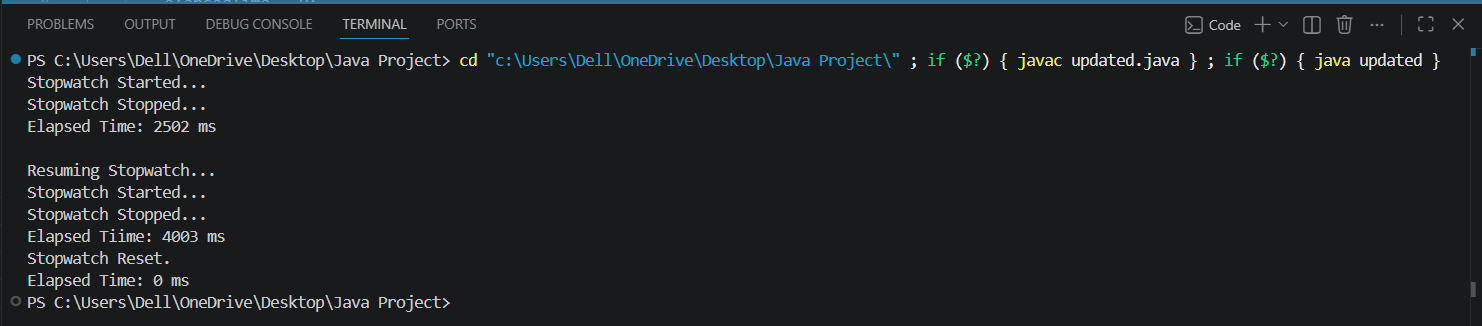 PROBLEMS OUTPUT DEBUG CONSOLE TERMINAL PORTS Code
PS C:\Users\Dell\OneDrive\Desktop\Java Project> cd "c:\Users\Dell\OneDrive\Desktop\Java Project\" ; if ($?) { javac updated.java } ; if ($?) { java updated }
Stopwatch Started...
Stopwatch Stopped...
Elapsed Time: 2502 ms

Resuming Stopwatch...
Stopwatch Started...
Stopwatch Stopped...
Elapsed Tiime: 4003 ms
Stopwatch Reset.
Elapsed Time: 0 ms
PS C:\Users\Dell\OneDrive\Desktop\Java Project>